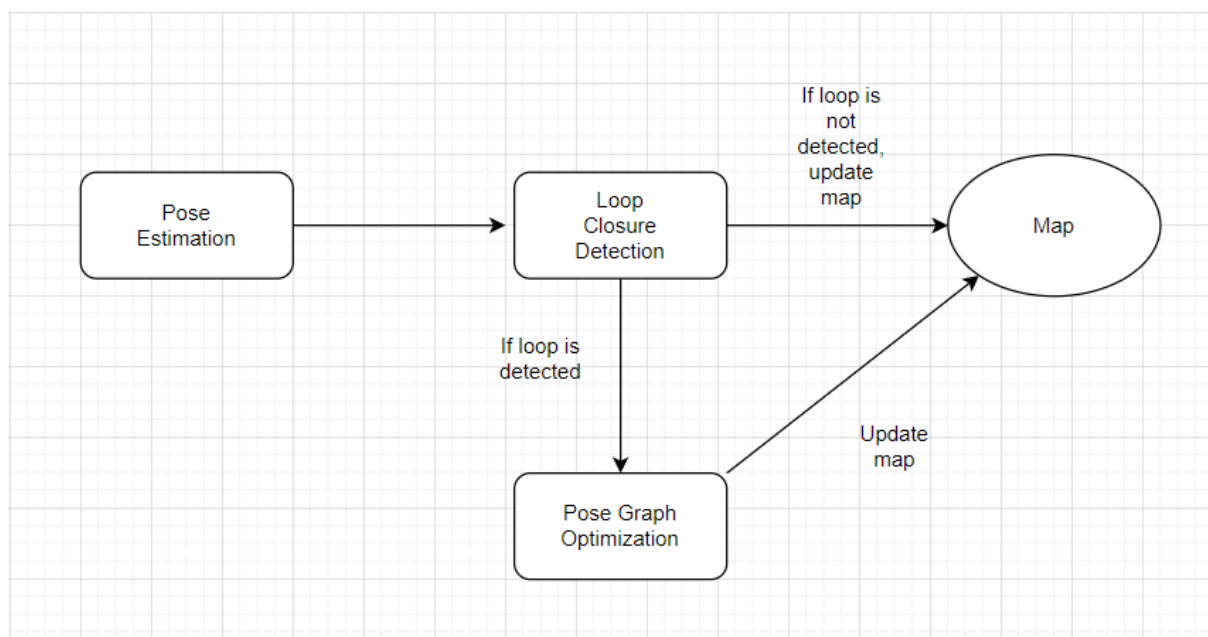 Pose
Estimation
Loop
Closure
Detection
If loop is
not
detected,
update
map
Map
If loop is
detected
Update
map
Pose Graph
Optimization